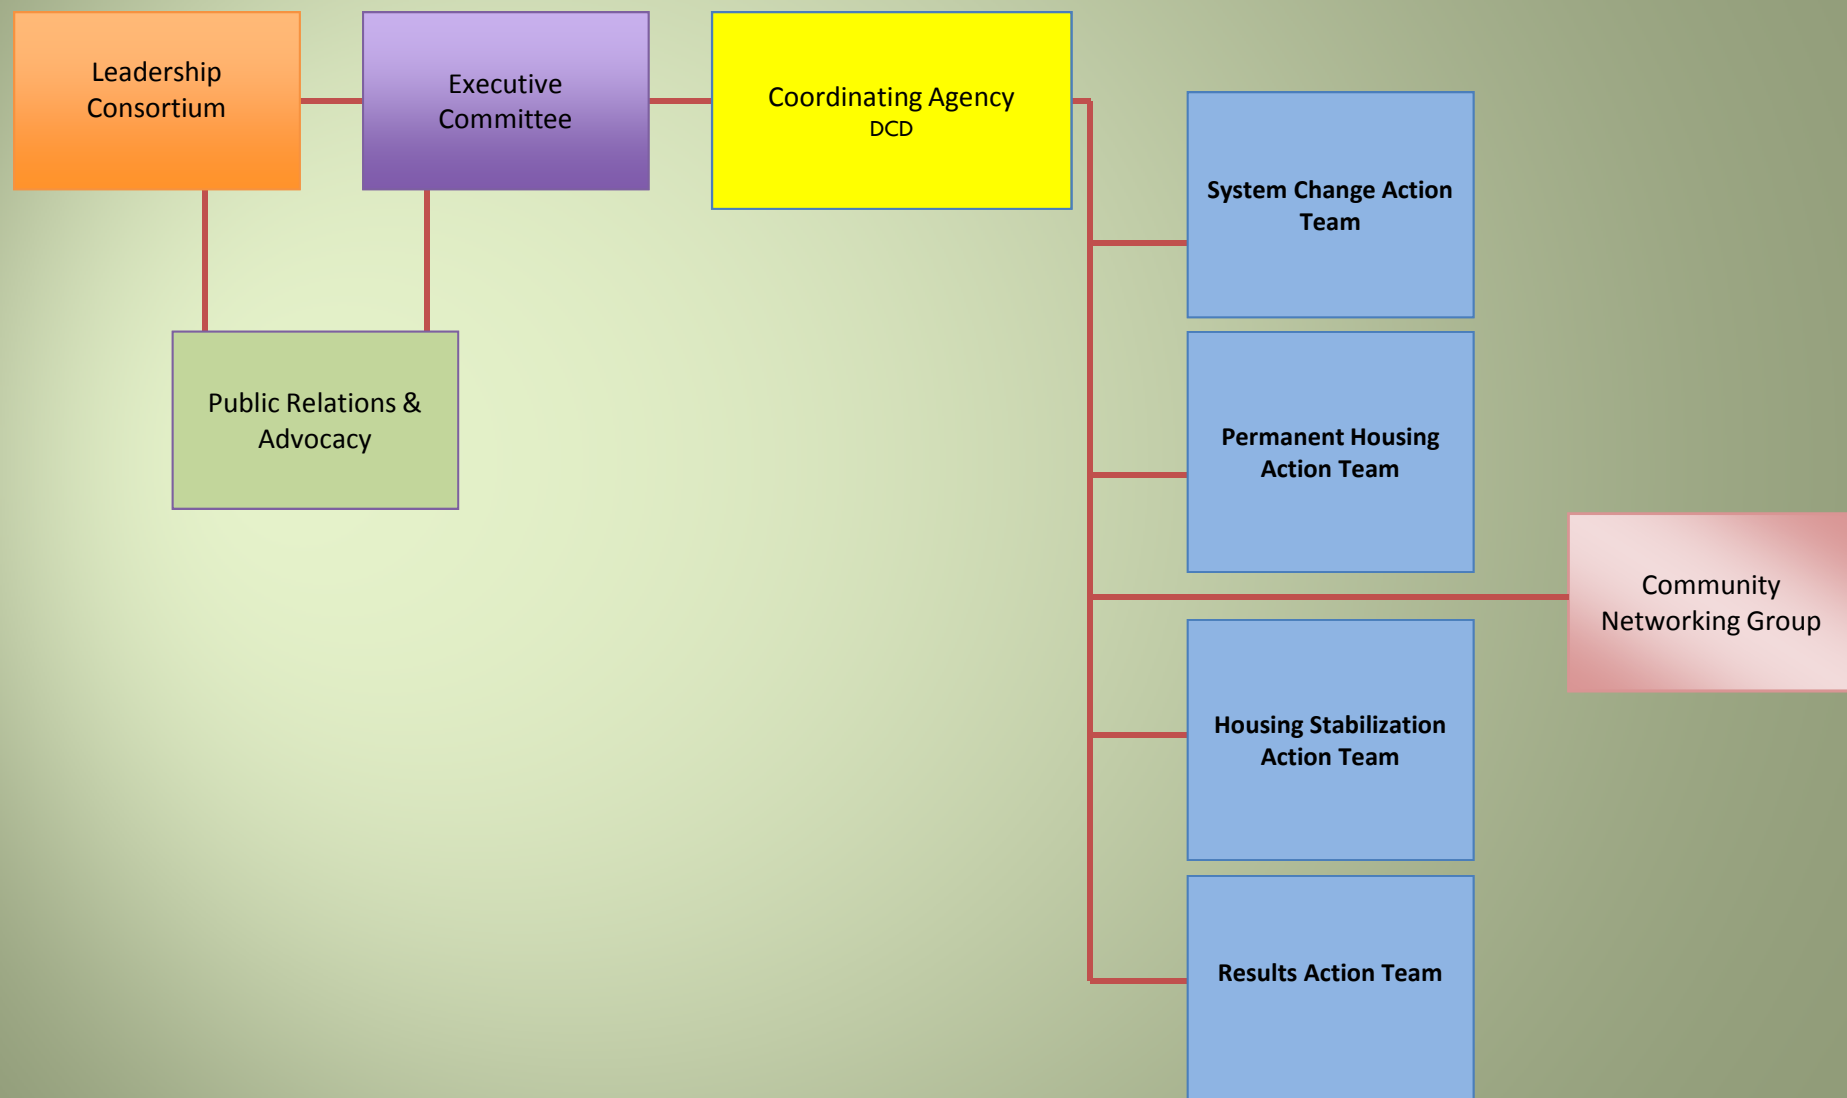 Leadership
Consortium
Executive
Committee
Coordinating Agency
DCD
System Change Action
Team
Public Relations &
Advocacy
Permanent Housing
Action Team
Community
Networking Group
Housing Stabilization
Action Team
Results Action Team